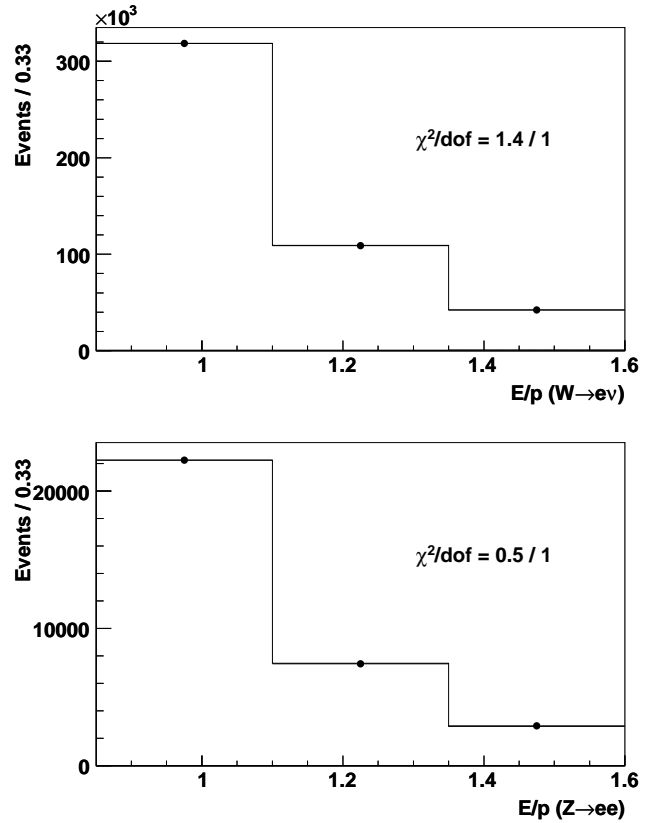 ×10³
Events / 0.33
300
200
100
0
χ²/dof = 1.4 / 1
1 1.2 1.4 1.6
E/p (W→eν)
Events / 0.33
20000
10000
0
χ²/dof = 0.5 / 1
1 1.2 1.4 1.6
E/p (Z→ee)